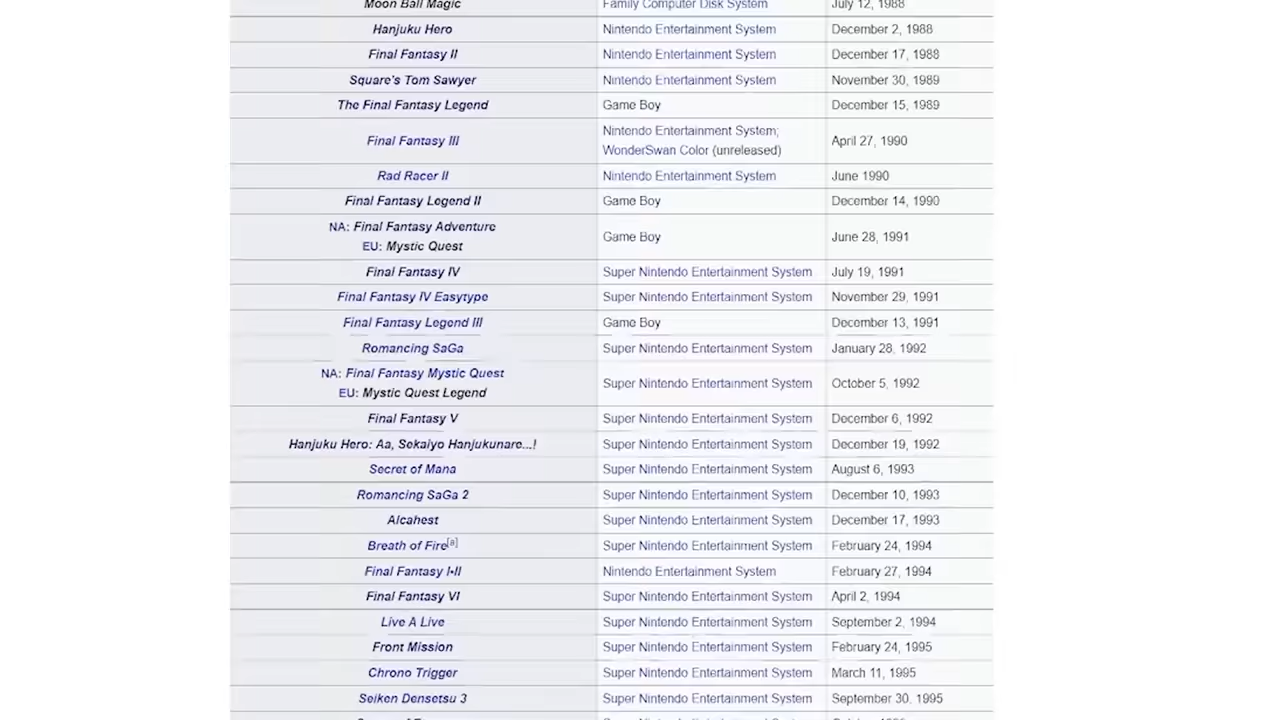 Moon Ball Magic Family Computer Disk System July 12, 1988
Hanjuku Hero Nintendo Entertainment System December 2, 1988
Final Fantasy II Nintendo Entertainment System December 17, 1988
Square's Tom Sawyer Nintendo Entertainment System November 30, 1989
The Final Fantasy Legend Game Boy December 15, 1989
Final Fantasy III Nintendo Entertainment System; April 27, 1990
WonderSwan Color (unreleased)
Rad Racer II Nintendo Entertainment System June 1990
Final Fantasy Legend II Game Boy December 14, 1990
NA: Final Fantasy Adventure Game Boy June 28, 1991
EU: Mystic Quest
Final Fantasy IV Super Nintendo Entertainment System July 19, 1991
Final Fantasy IV Easytype Super Nintendo Entertainment System November 29, 1991
Final Fantasy Legend III Game Boy December 13, 1991
Romancing SaGa Super Nintendo Entertainment System January 28, 1992
NA: Final Fantasy Mystic Quest Super Nintendo Entertainment System October 5, 1992
EU: Mystic Quest Legend
Final Fantasy V Super Nintendo Entertainment System December 6, 1992
Hanjuku Hero: Aa, Sekaiyo Hanjukunare...! Super Nintendo Entertainment System December 19, 1992
Secret of Mana Super Nintendo Entertainment System August 6, 1993
Romancing SaGa 2 Super Nintendo Entertainment System December 10, 1993
Alcahest Super Nintendo Entertainment System December 17, 1993
Breath of Fire[a] Super Nintendo Entertainment System February 24, 1994
Final Fantasy I•II Nintendo Entertainment System February 27, 1994
Final Fantasy VI Super Nintendo Entertainment System April 2, 1994
Live A Live Super Nintendo Entertainment System September 2, 1994
Front Mission Super Nintendo Entertainment System February 24, 1995
Chrono Trigger Super Nintendo Entertainment System March 11, 1995
Seiken Densetsu 3 Super Nintendo Entertainment System September 30, 1995